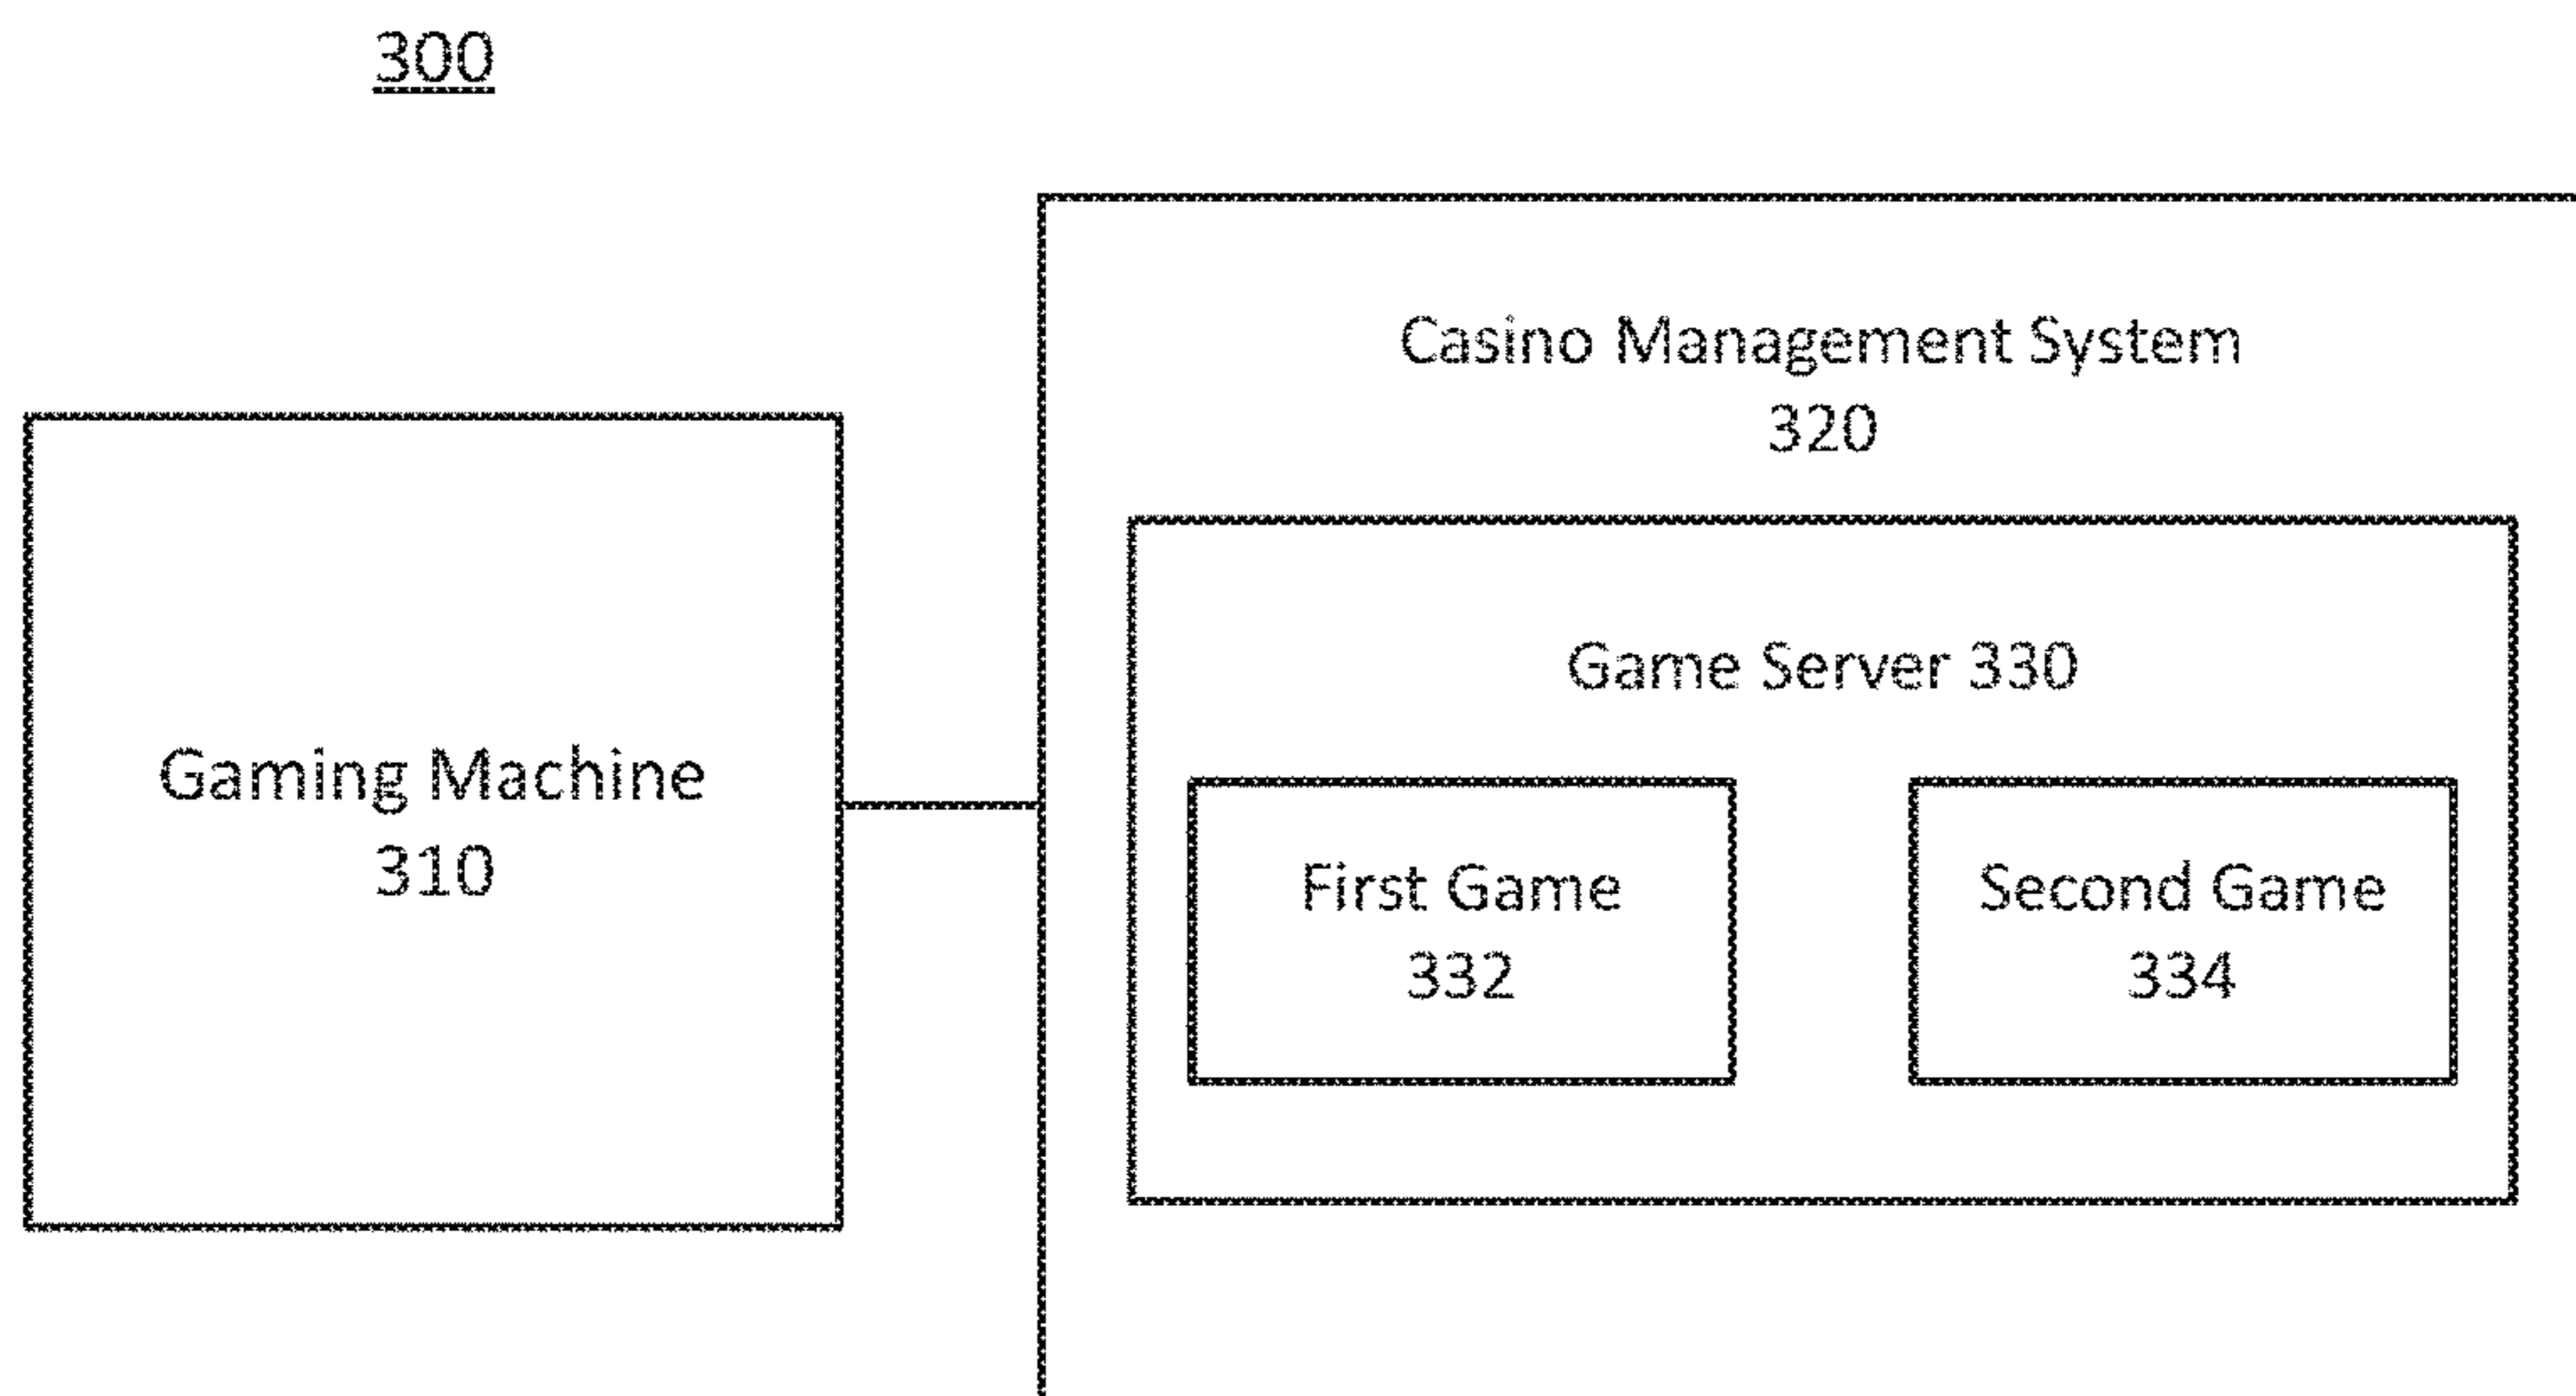 300
Casino Management System
320
Game Server 330
Gaming Machine
310
First Game
332
Second Game
334